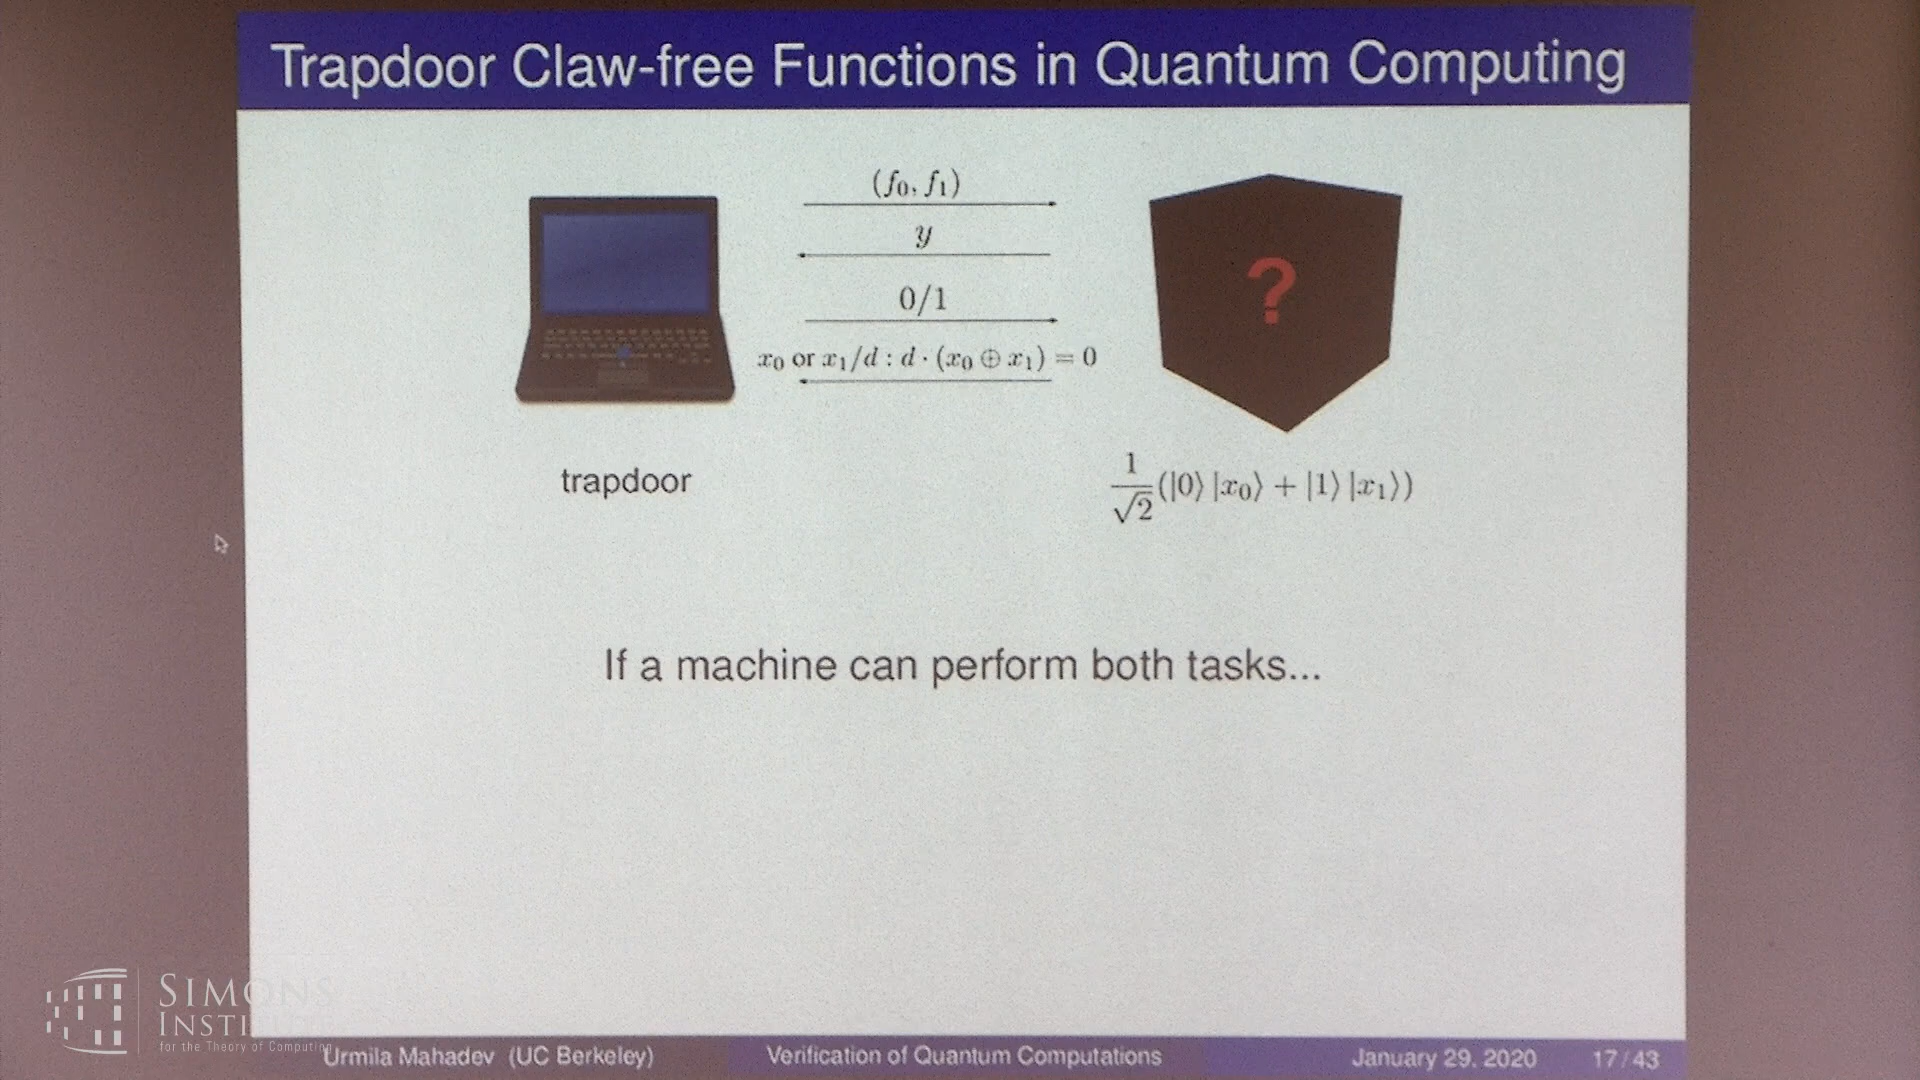 Trapdoor Claw-free Functions in Quantum Computing
(f₀, f₁)
y
0/1
x₀ or x₁/d : d · (x₀ ⊕ x₁) = 0
?
trapdoor
1/√2 (|0⟩ |x₀⟩ + |1⟩ |x₁⟩)
If a machine can perform both tasks...
SIMONS
INSTITUTE
for the Theory of Computing
Urmila Mahadev (UC Berkeley) Verification of Quantum Computations January 29, 2020 17 / 43